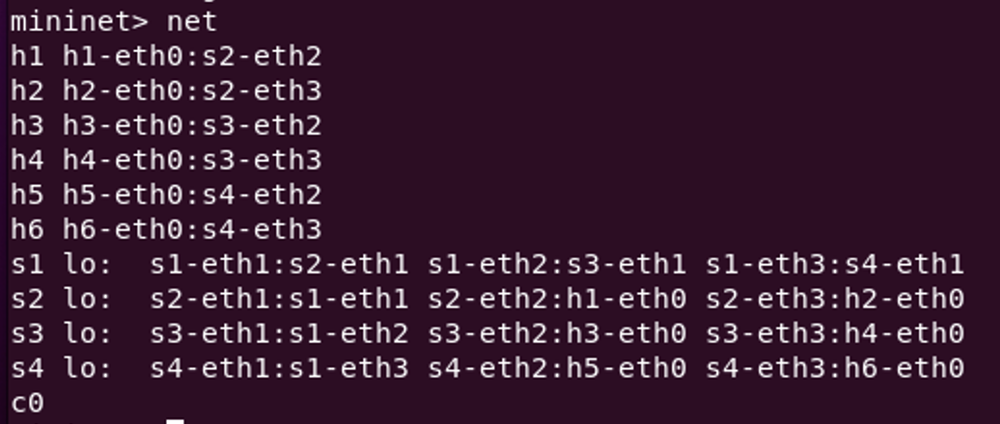 mininet> net
h1 h1-eth0:s2-eth2
h2 h2-eth0:s2-eth3
h3 h3-eth0:s3-eth2
h4 h4-eth0:s3-eth3
h5 h5-eth0:s4-eth2
h6 h6-eth0:s4-eth3
s1 lo:  s1-eth1:s2-eth1 s1-eth2:s3-eth1 s1-eth3:s4-eth1
s2 lo:  s2-eth1:s1-eth1 s2-eth2:h1-eth0 s2-eth3:h2-eth0
s3 lo:  s3-eth1:s1-eth2 s3-eth2:h3-eth0 s3-eth3:h4-eth0
s4 lo:  s4-eth1:s1-eth3 s4-eth2:h5-eth0 s4-eth3:h6-eth0
c0